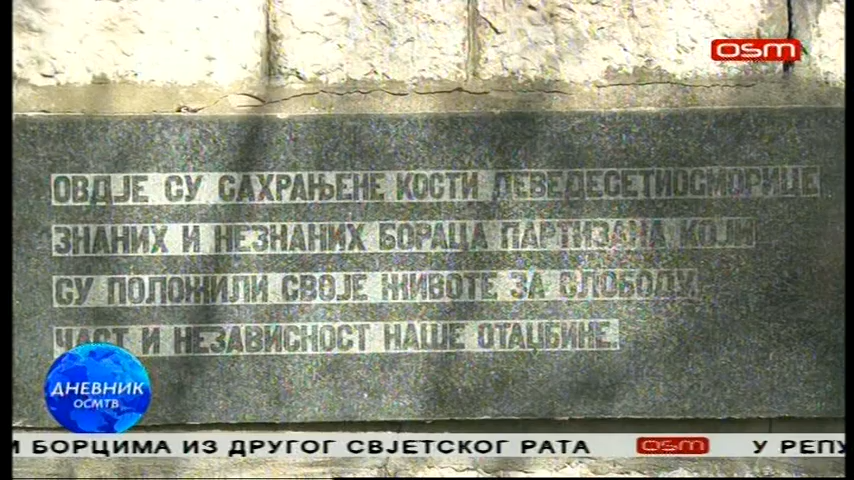 OSM
ОВДЈЕ СУ САХРАЊЕНЕ КОСТИ ДЕВЕДЕСЕТИОСМОРИЦЕ
ЗНАНИХ И НЕЗНАНИХ БОРАЦА ПАРТИЗАНА КОЈИ
СУ ПОЛОЖИЛИ СВОЈЕ ЖИВОТЕ ЗА СЛОБОДУ,
ЧАСТ И НЕЗАВИСНОСТ НАШЕ ОТАЏБИНЕ.
ДНЕВНИК
ОСМТВ
И БОРЦИМА ИЗ ДРУГОГ СВЈЕТСКОГ РАТА OSM У РЕПУ